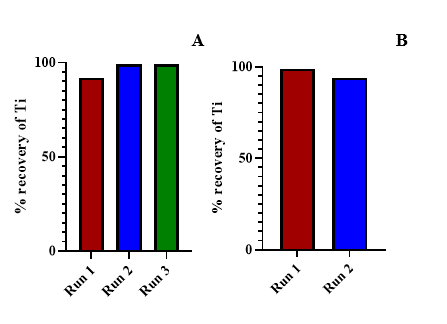 A
% recovery of Ti
100
50
0
Run 1
Run 2
Run 3
B
% recovery of Ti
100
50
0
Run 1
Run 2